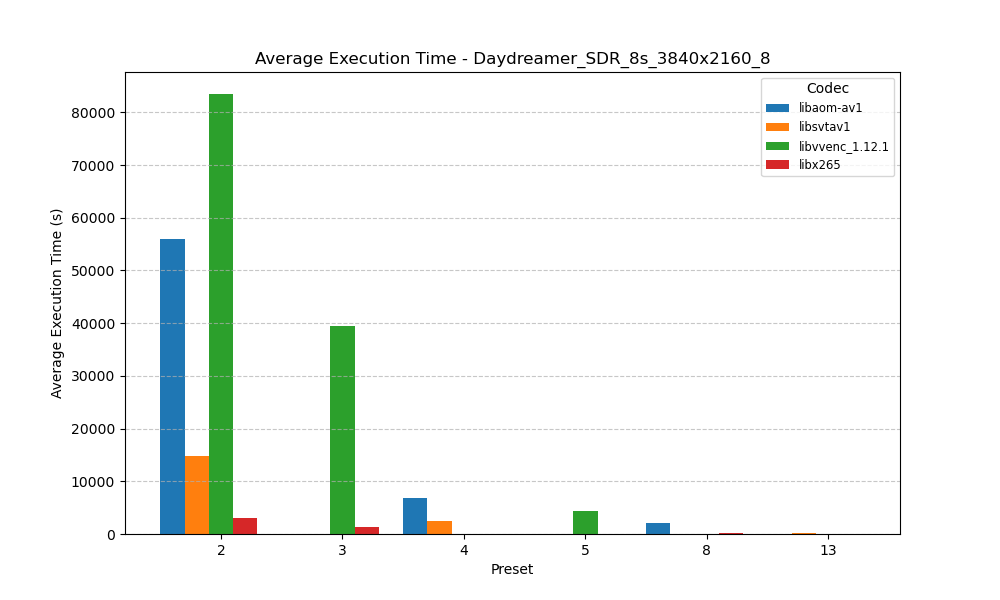 Average Execution Time - Daydreamer_SDR_8s_3840x2160_8
Codec
libaom-av1
libsvtav1
libvvenc_1.12.1
libx265
Average Execution Time (s)
80000
70000
60000
50000
40000
30000
20000
10000
0
2 3 4 5 8 13
Preset